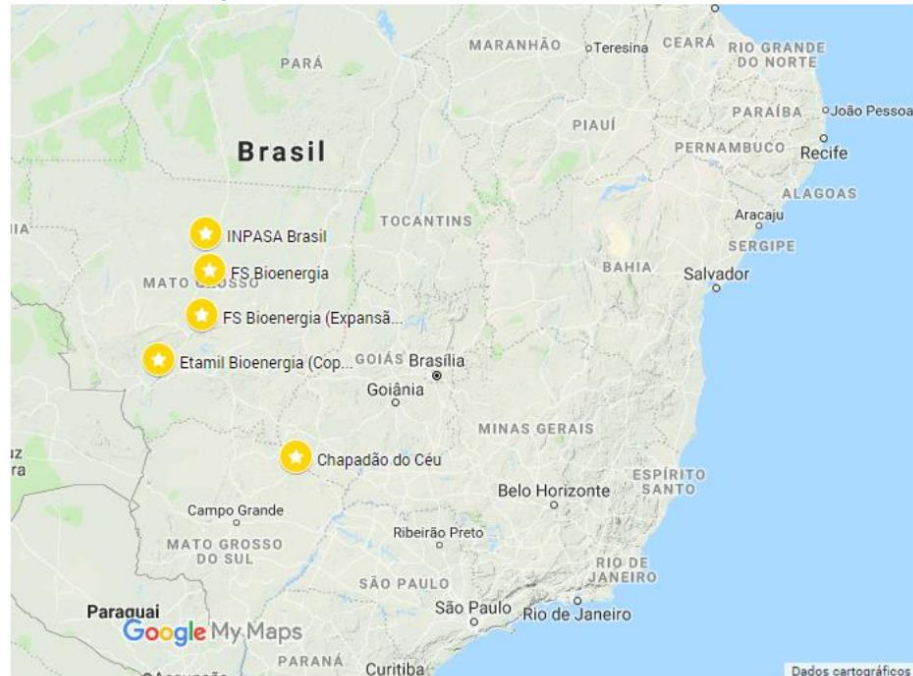 MARANHÃO
Teresina
CEARÁ
RIO GRANDE
DO NORTE
PARÁ
PARAÍBA
João Pessoa
PIAUÍ
Brasil
PERNAMBUCO
Recife
ALAGOAS
TOCANTINS
Aracaju
INPASA Brasil
SERGIPE
BAHIA
FS Bioenergia
Salvador
MATO GROSSO
FS Bioenergia (Expansã...
Etamil Bioenergia (Cop...
GOIÁS
Brasília
Goiânia
MINAS GERAIS
Chapadão do Céu
ESPÍRITO
SANTO
Belo Horizonte
Campo Grande
Ribeirão Preto
MATO GROSSO
DO SUL
RIO DE
JANEIRO
SÃO PAULO
São Paulo
Rio de Janeiro
Paraguai
Google My Maps
PARANÁ
Curitiba
Dados cartográficos